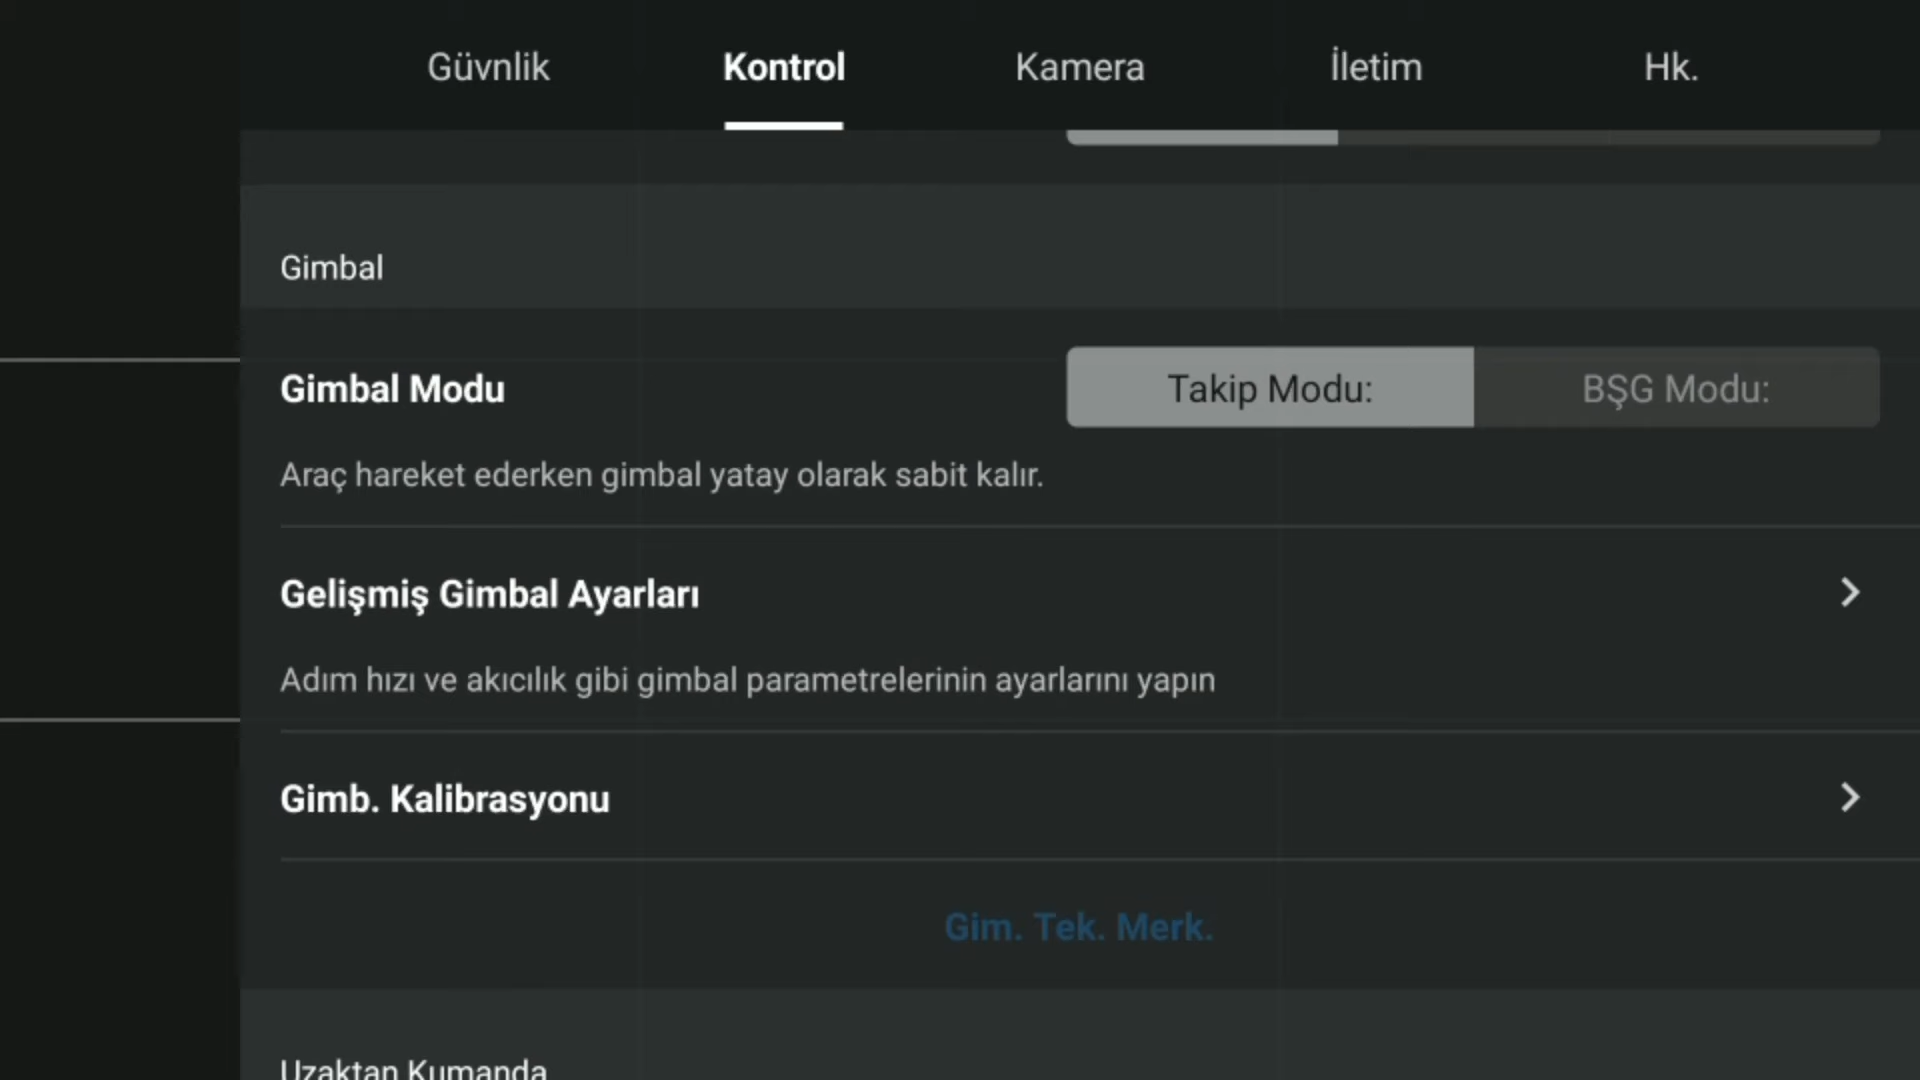 Güvnlik Kontrol Kamera İletim Hk.
Gimbal
Gimbal Modu Takip Modu: BŞG Modu:
Araç hareket ederken gimbal yatay olarak sabit kalır.
Gelişmiş Gimbal Ayarları
Adım hızı ve akıcılık gibi gimbal parametrelerinin ayarlarını yapın
Gimb. Kalibrasyonu
Gim. Tek. Merk.
Uzaktan Kumanda